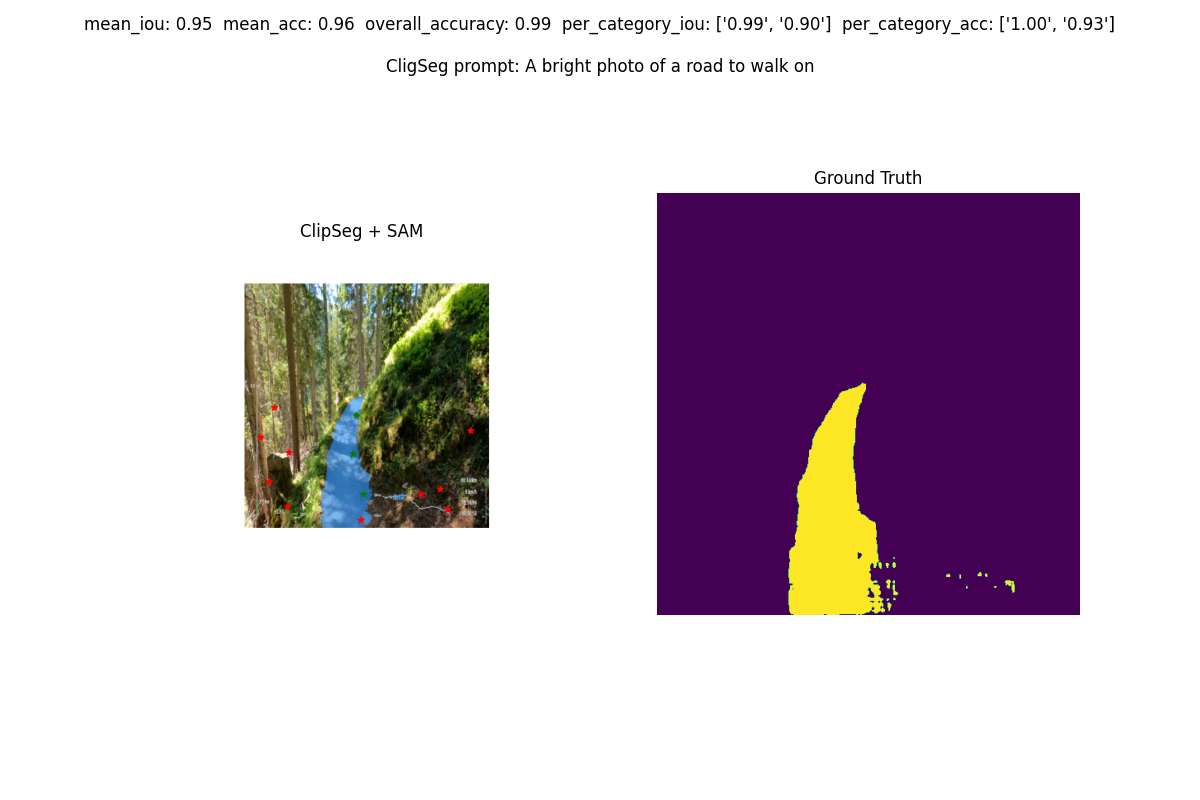 mean_iou: 0.95  mean_acc: 0.96  overall_accuracy: 0.99  per_category_iou: ['0.99', '0.90']  per_category_acc: ['1.00', '0.93']
CligSeg prompt: A bright photo of a road to walk on
Ground Truth
ClipSeg + SAM